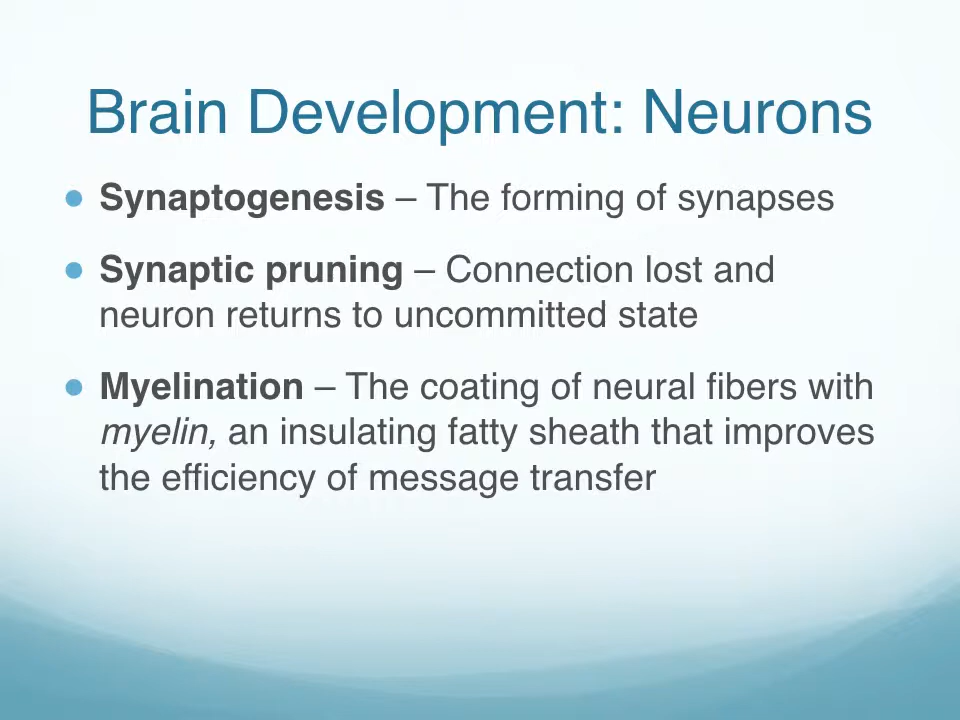 Brain Development: Neurons
● Synaptogenesis – The forming of synapses
● Synaptic pruning – Connection lost and
neuron returns to uncommitted state
● Myelination – The coating of neural fibers with
myelin, an insulating fatty sheath that improves
the efficiency of message transfer